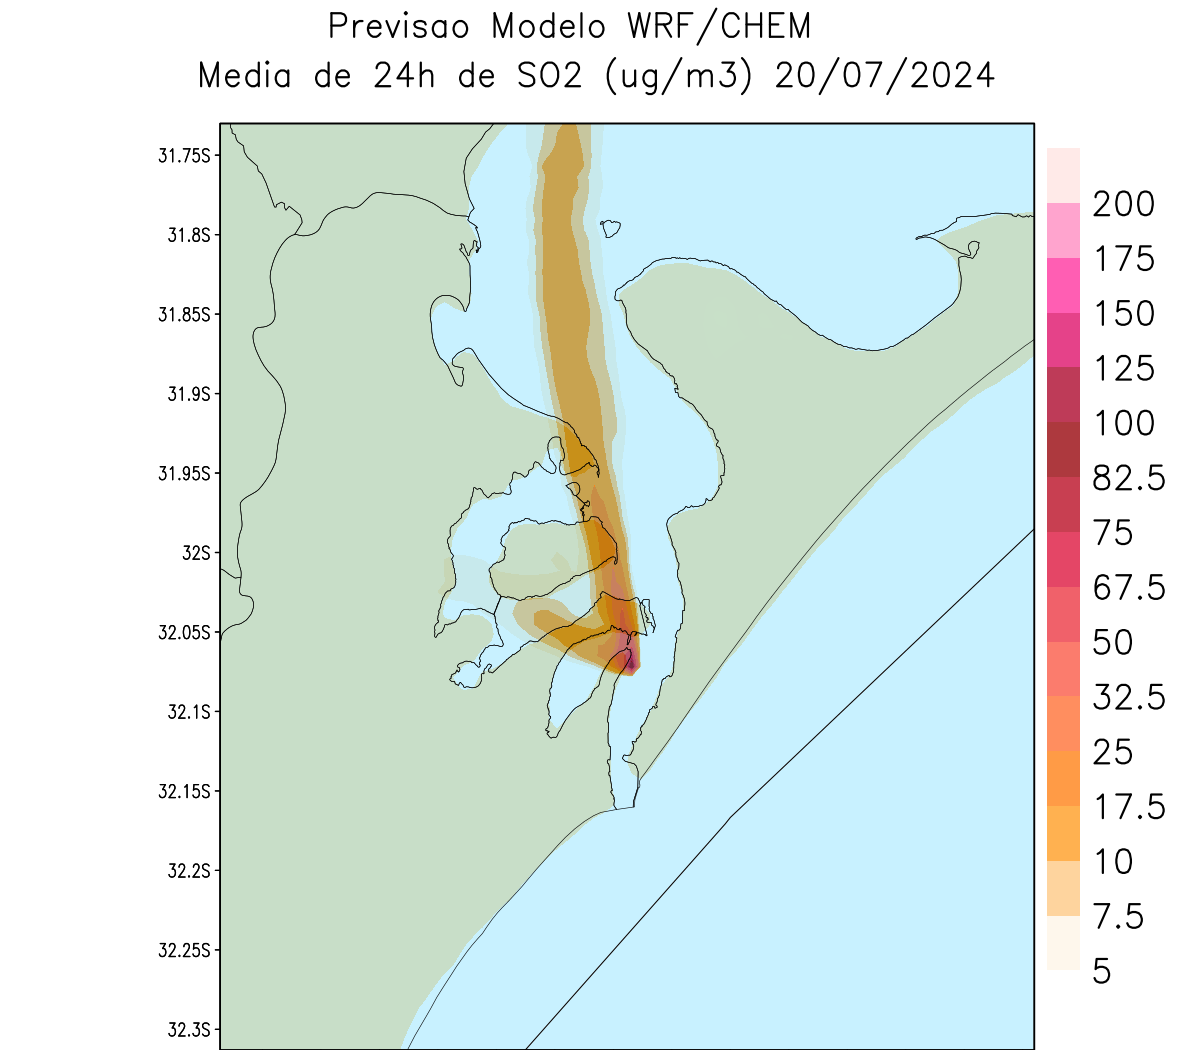 Previsao Modelo WRF/CHEM
Media de 24h de SO2 (ug/m3) 20/07/2024
31.75S
31.8S
31.85S
31.9S
31.95S
32S
32.05S
32.1S
32.15S
32.2S
32.25S
32.3S
200
175
150
125
100
82.5
75
67.5
50
32.5
25
17.5
10
7.5
5